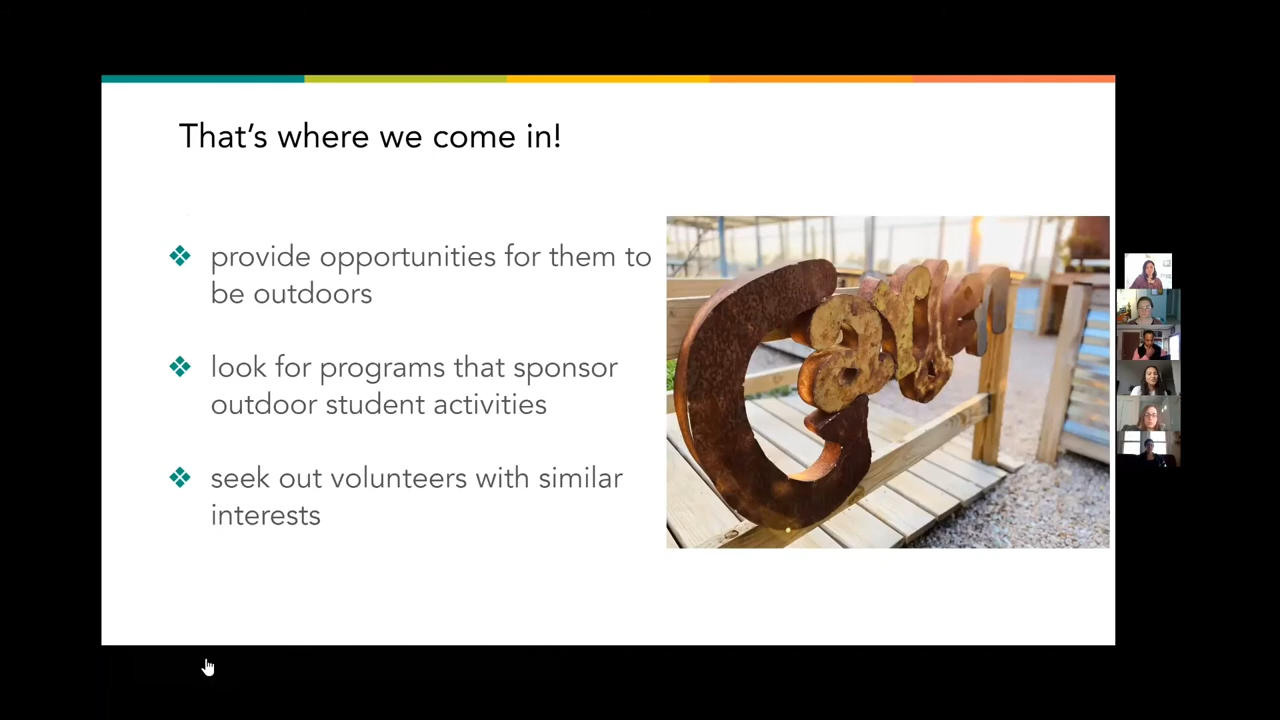 That's where we come in!
provide opportunities for them to
be outdoors
look for programs that sponsor
outdoor student activities
seek out volunteers with similar
interests
Garden